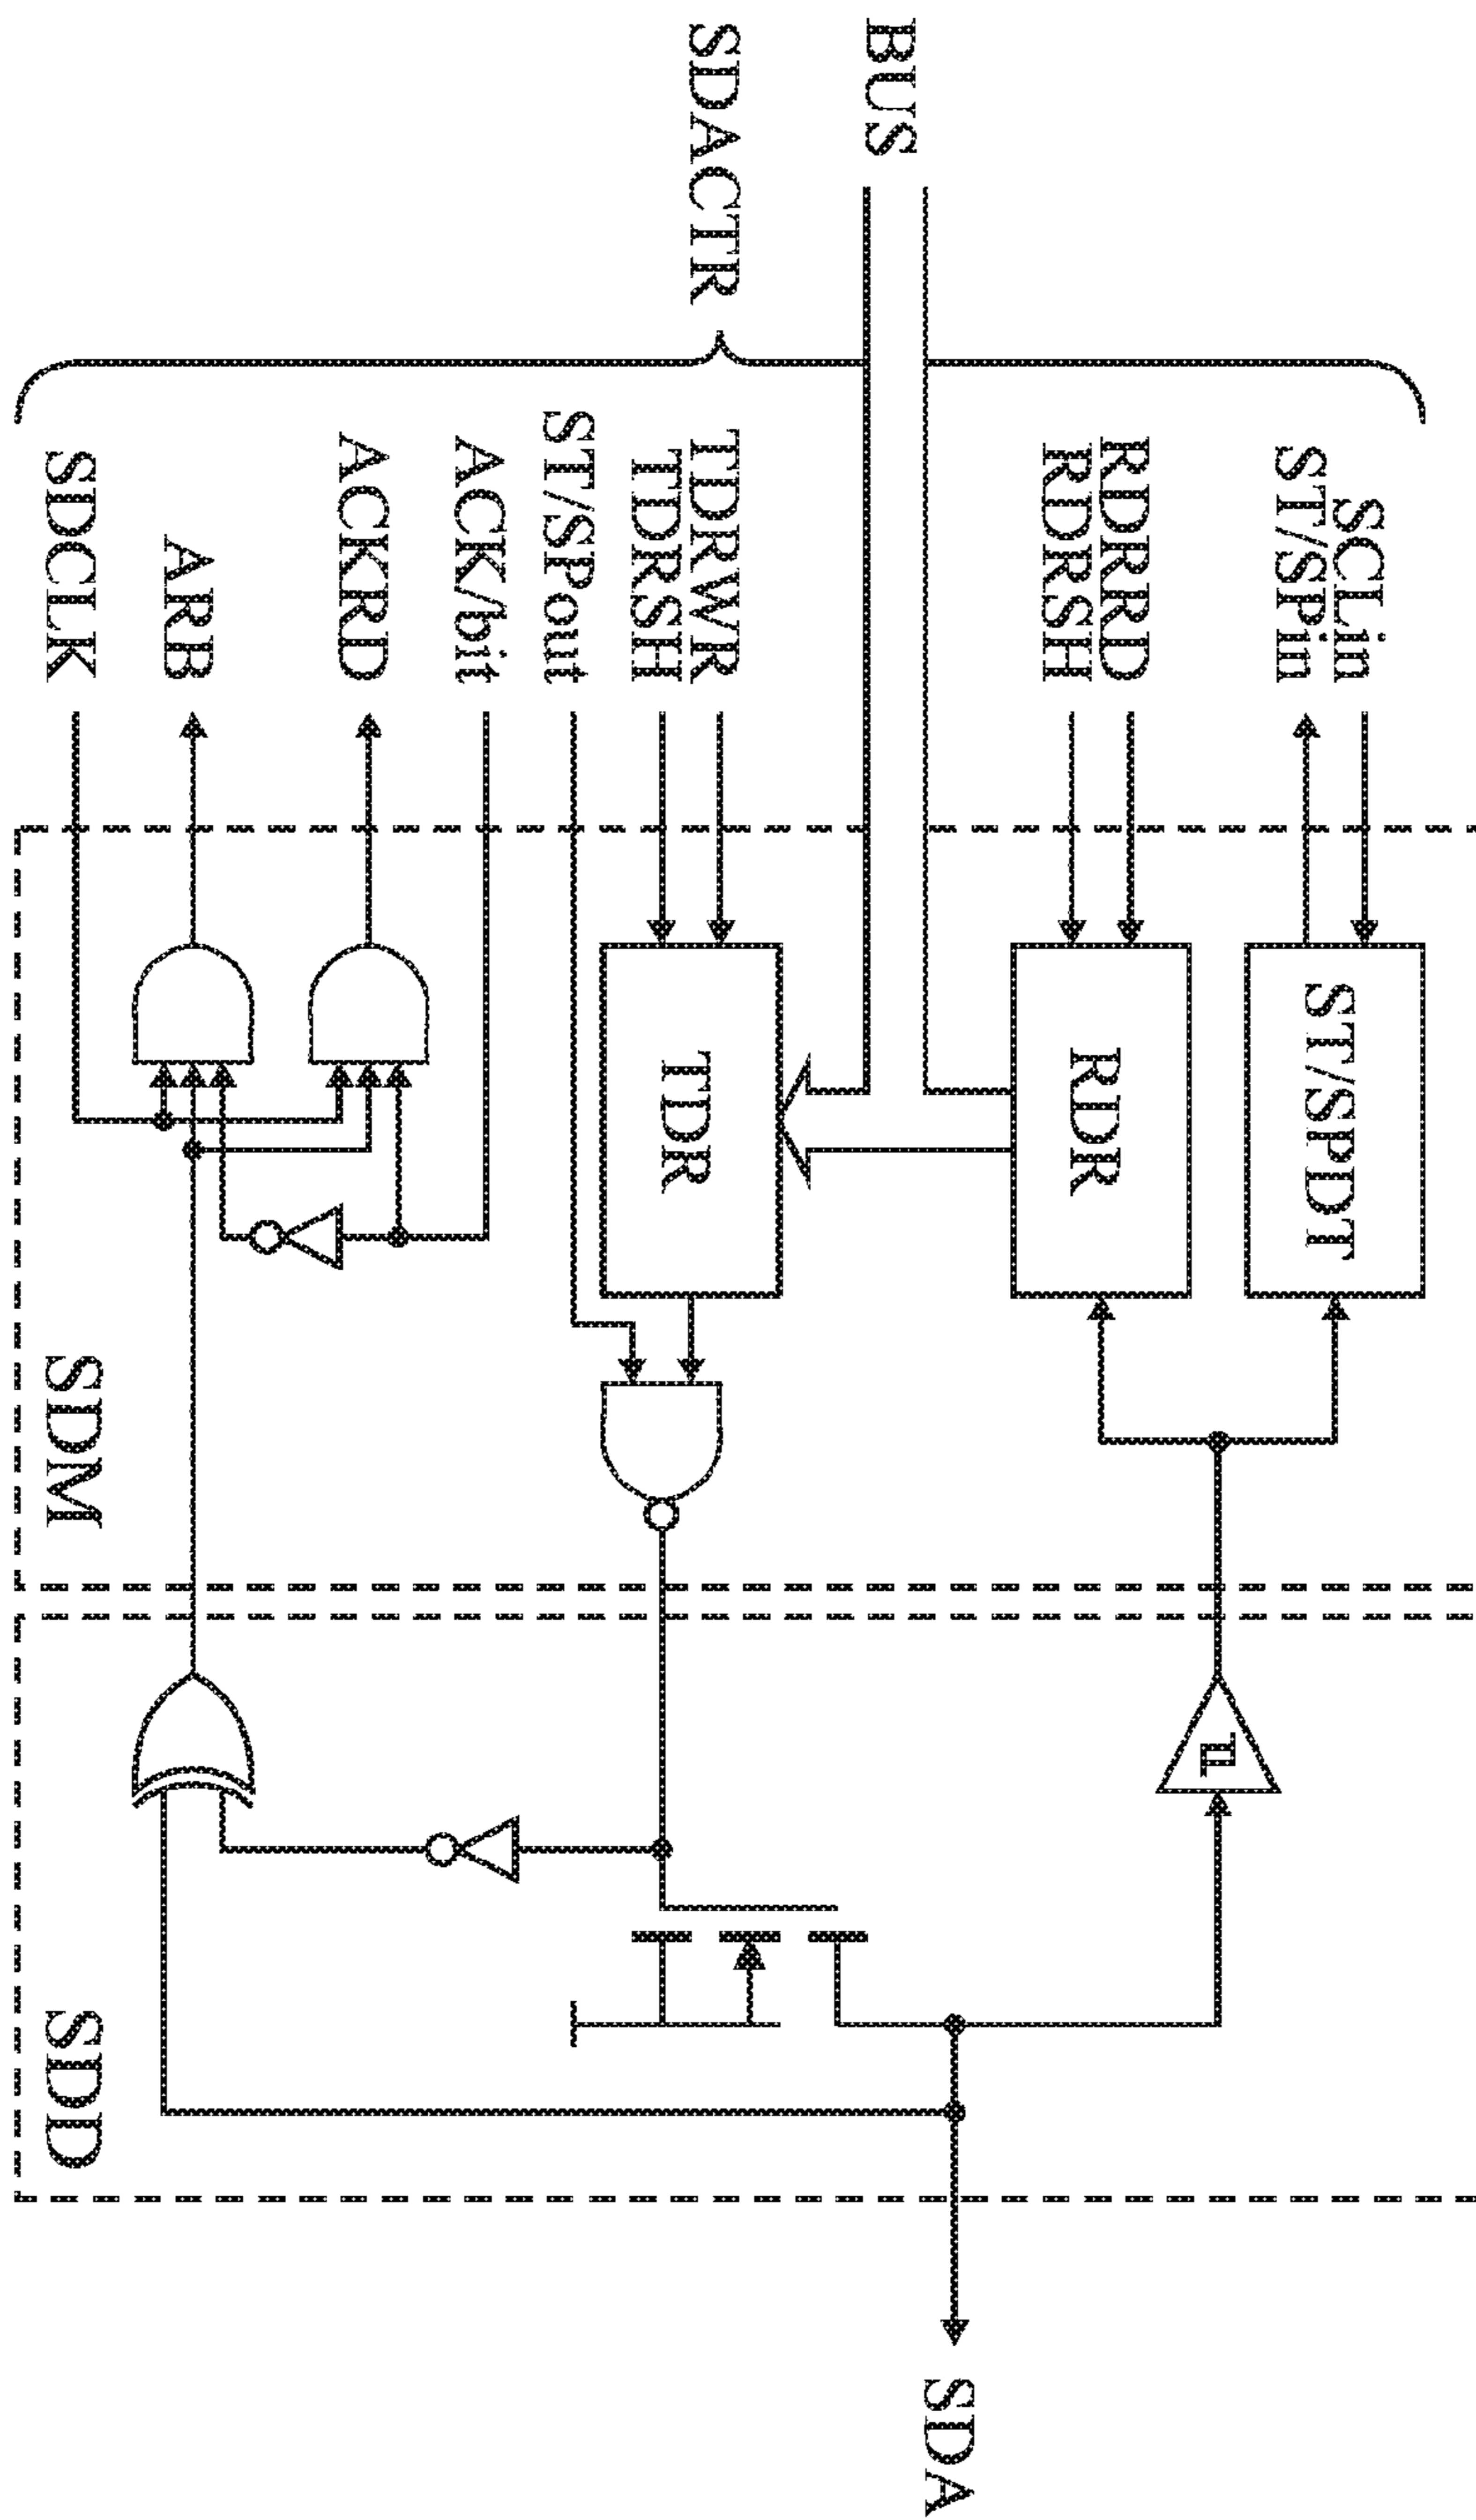 SCLin
ST/SPin
ST/SPDT
RDRRD
RDRSH
RDR
BUS
TDRWR
TDRSH
TDR
SDACTR
ST/SPout
ACK/bit
ACKRD
ARB
SDCLK
SDM
SDD
SDA